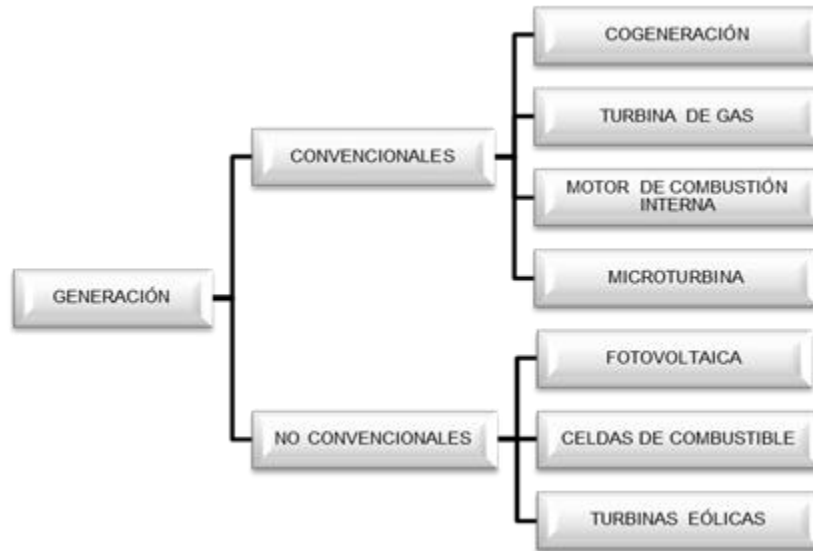 GENERACIÓN
CONVENCIONALES
COGENERACIÓN
TURBINA DE GAS
MOTOR DE COMBUSTIÓN
INTERNA
MICROTURBINA
NO CONVENCIONALES
FOTOVOLTAICA
CELDAS DE COMBUSTIBLE
TURBINAS EÓLICAS